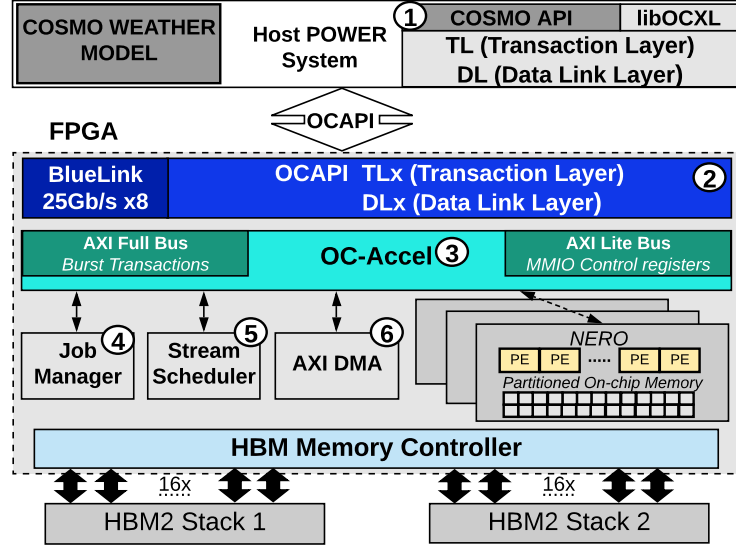 COSMO WEATHER
MODEL
Host POWER
System
1
COSMO API
libOCXL
TL (Transaction Layer)
DL (Data Link Layer)
OCAPI
FPGA
BlueLink
25Gb/s x8
OCAPI TLx (Transaction Layer)
DLx (Data Link Layer)
2
AXI Full Bus
Burst Transactions
OC-Accel
3
AXI Lite Bus
MMIO Control registers
Job
Manager
4
Stream
Scheduler
5
AXI DMA
6
NERO
PE PE ..... PE PE
Partitioned On-chip Memory
HBM Memory Controller
16x
16x
HBM2 Stack 1
HBM2 Stack 2